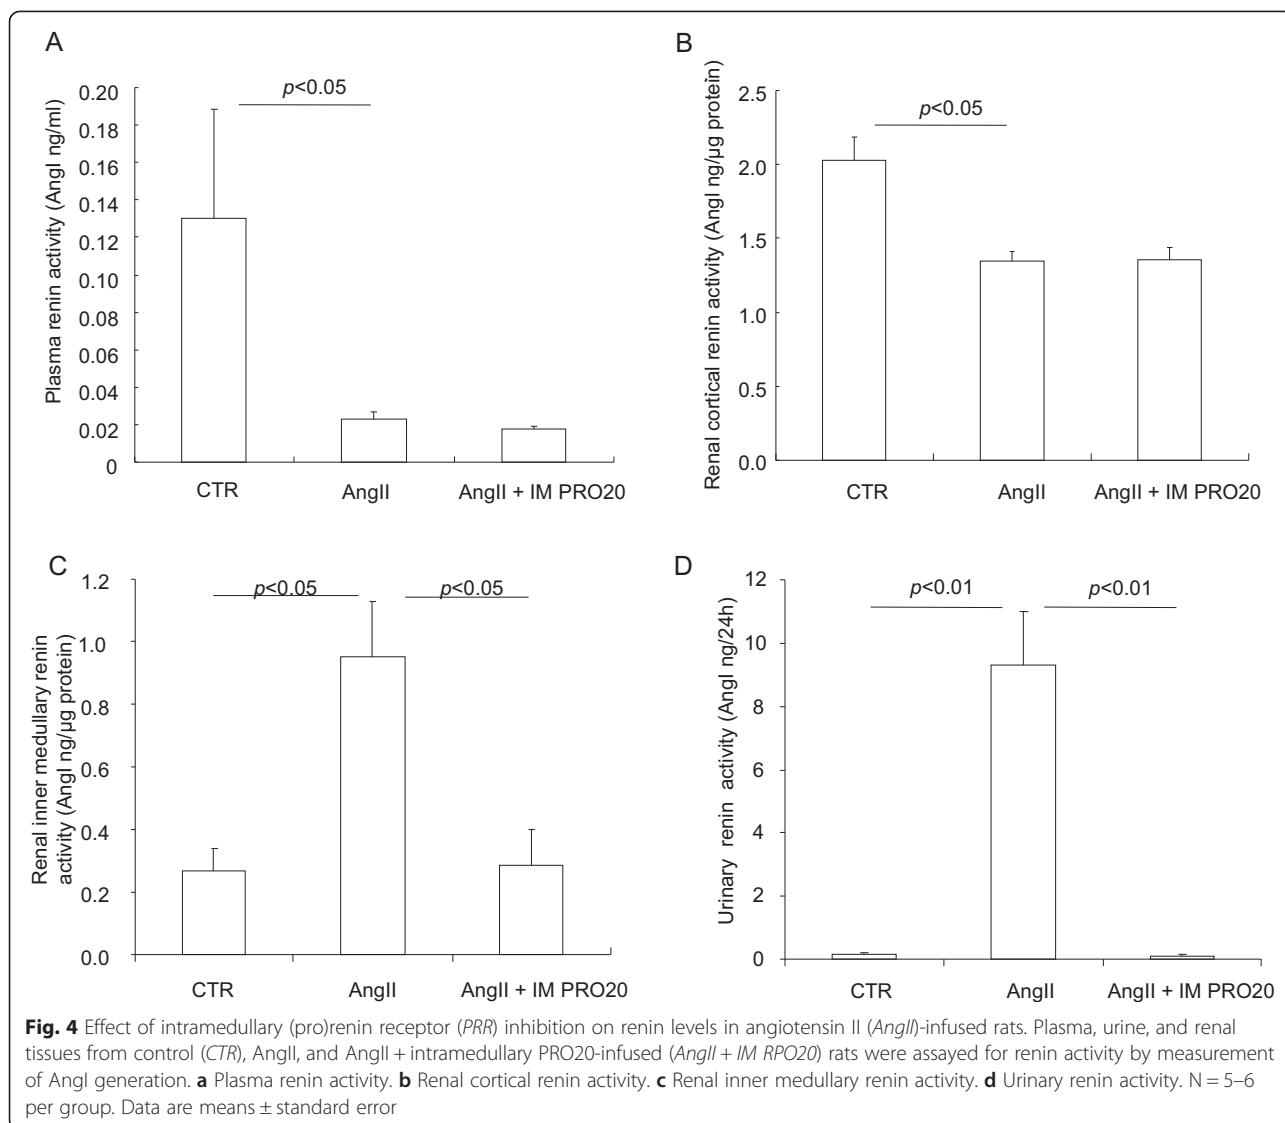 A
Plasma renin activity (AngI ng/ml)
0.20
0.18
0.16
0.14
0.12
0.10
0.08
0.06
0.04
0.02
0
p<0.05
CTR
AngII
AngII + IM PRO20
B
Renal cortical renin activity (AngI ng/µg protein)
2.5
2.0
1.5
1.0
0.5
0.0
p<0.05
CTR
AngII
AngII + IM PRO20
C
Renal inner medullary renin
activity (AngI ng/µg protein)
1.2
1.0
0.8
0.6
0.4
0.2
0.0
p<0.05
p<0.05
CTR
AngII
AngII + IM PRO20
D
Urinary renin activity (AngI ng/24h)
12
10
8
6
4
2
0
p<0.01
p<0.01
CTR
AngII
AngII + IM PRO20
Fig. 4 Effect of intramedullary (pro)renin receptor (PRR) inhibition on renin levels in angiotensin II (AngII)-infused rats. Plasma, urine, and renal
tissues from control (CTR), AngII, and AngII + intramedullary PRO20-infused (AngII + IM RPO20) rats were assayed for renin activity by measurement
of AngI generation. a Plasma renin activity. b Renal cortical renin activity. c Renal inner medullary renin activity. d Urinary renin activity. N = 5–6
per group. Data are means ± standard error